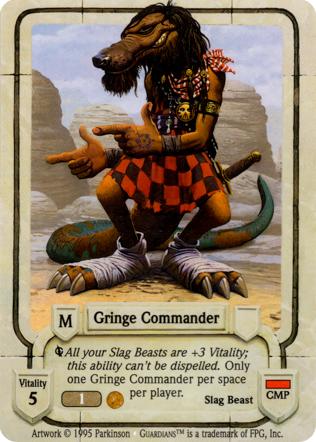 M Gringe Commander
All your Slag Beasts are +3 Vitality;
this ability can't be dispelled. Only
one Gringe Commander per space
per player.
Vitality
5
1
Slag Beast
CMP
Artwork © 1995 Parkinson • GUARDIANS™ is a trademark of FPG, Inc.